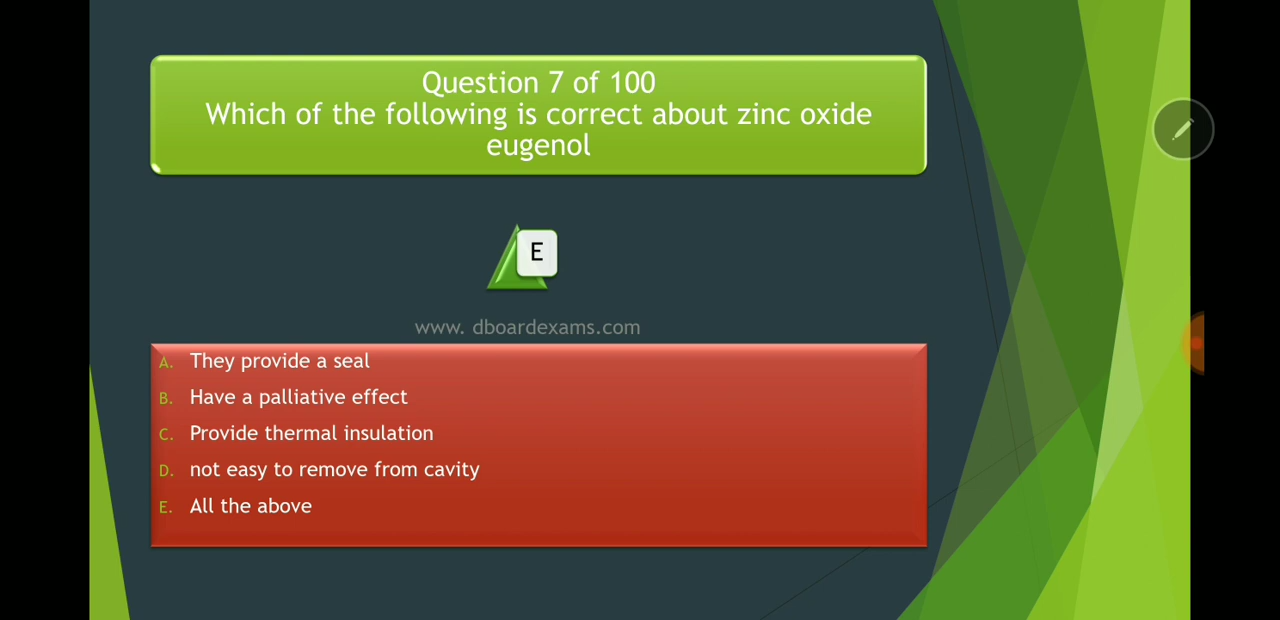 Question 7 of 100
Which of the following is correct about zinc oxide
eugenol
E
www. dboardexams.com
A. They provide a seal
B. Have a palliative effect
C. Provide thermal insulation
D. not easy to remove from cavity
E. All the above